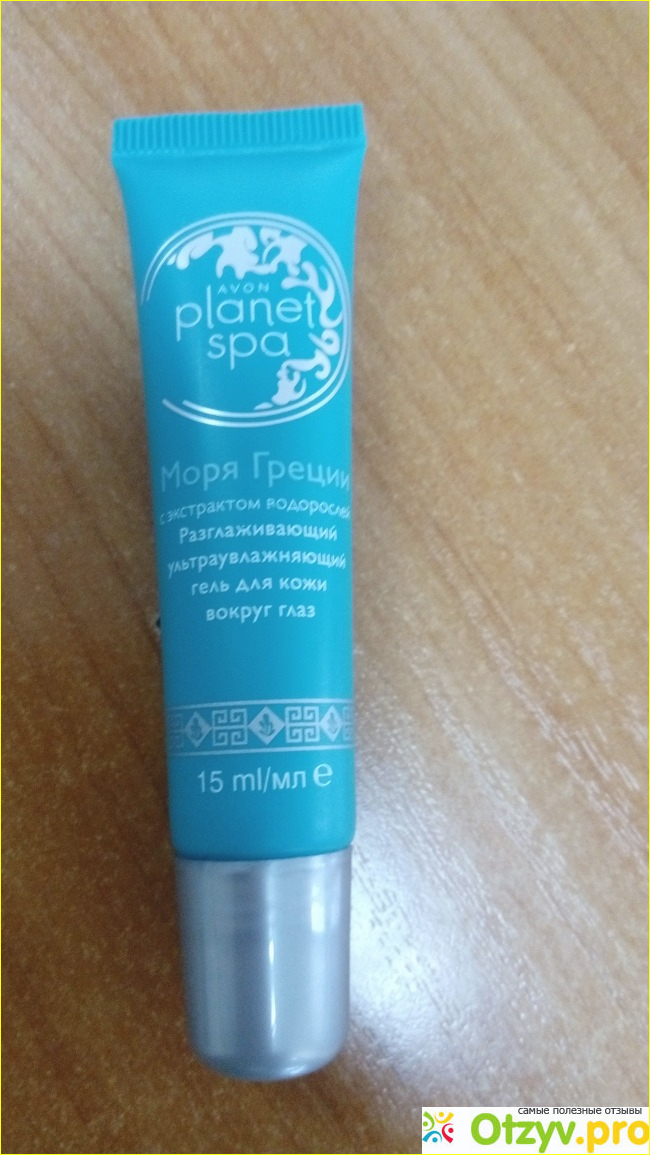 AVON
planet
spa
Моря Греции
с экстрактом водорослей
Разглаживающий
ультраувлажняющий
гель для кожи
вокруг глаз
15 ml/мл e
самые полезные отзывы
Otzyv.pro